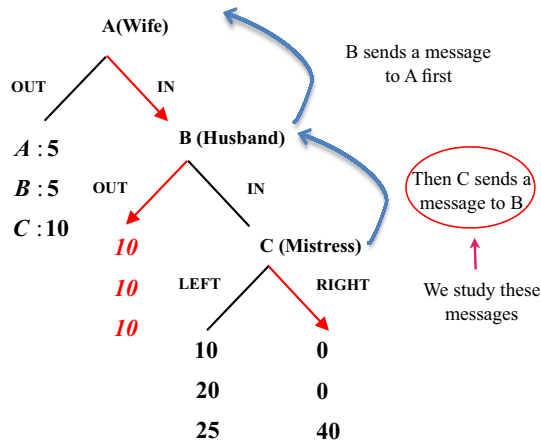 A(Wife)
B sends a message
to A first
OUT
IN
B (Husband)
A : 5
B : 5
C : 10
OUT
IN
Then C sends a
message to B
10
10
10
C (Mistress)
LEFT
RIGHT
We study these
messages
10
0
20
0
25
40